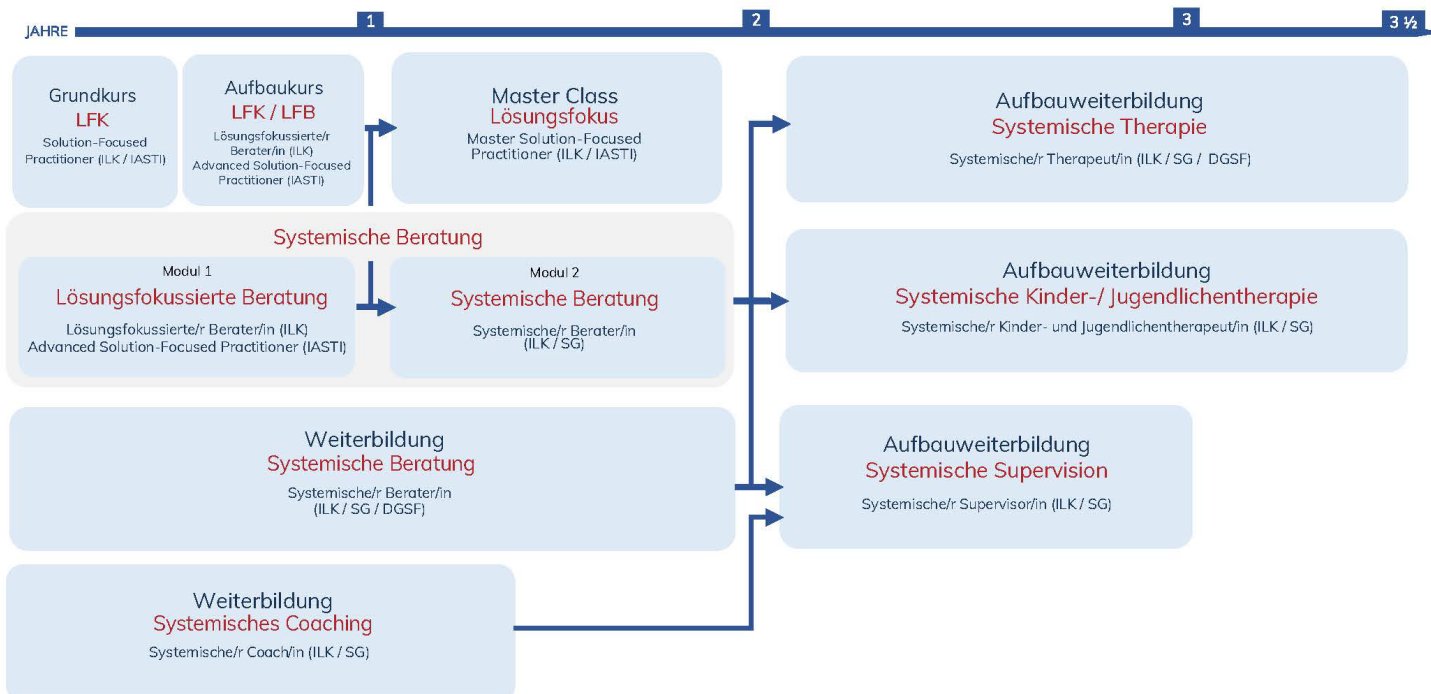 JAHRE
1
2
3
3 ½
Grundkurs
LFK
Solution-Focused
Practitioner (ILK / IASTI)
Aufbaukurs
LFK / LFB
Lösungsfokussierte/r
Berater/in (ILK)
Advanced Solution-Focused
Practitioner (IASTI)
Master Class
Lösungsfokus
Master Solution-Focused
Practitioner (ILK / IASTI)
Aufbauweiterbildung
Systemische Therapie
Systemische/r Therapeut/in (ILK / SG / DGSF)
Systemische Beratung
Modul 1
Lösungsfokussierte Beratung
Lösungsfokussierte/r Berater/in (ILK)
Advanced Solution-Focused Practitioner (IASTI)
Modul 2
Systemische Beratung
Systemische/r Berater/in
(ILK / SG)
Aufbauweiterbildung
Systemische Kinder-/ Jugendlichentherapie
Systemische/r Kinder- und Jugendlichentherapeut/in (ILK / SG)
Weiterbildung
Systemische Beratung
Systemische/r Berater/in
(ILK / SG / DGSF)
Aufbauweiterbildung
Systemische Supervision
Systemische/r Supervisor/in (ILK / SG)
Weiterbildung
Systemisches Coaching
Systemische/r Coach/in (ILK / SG)